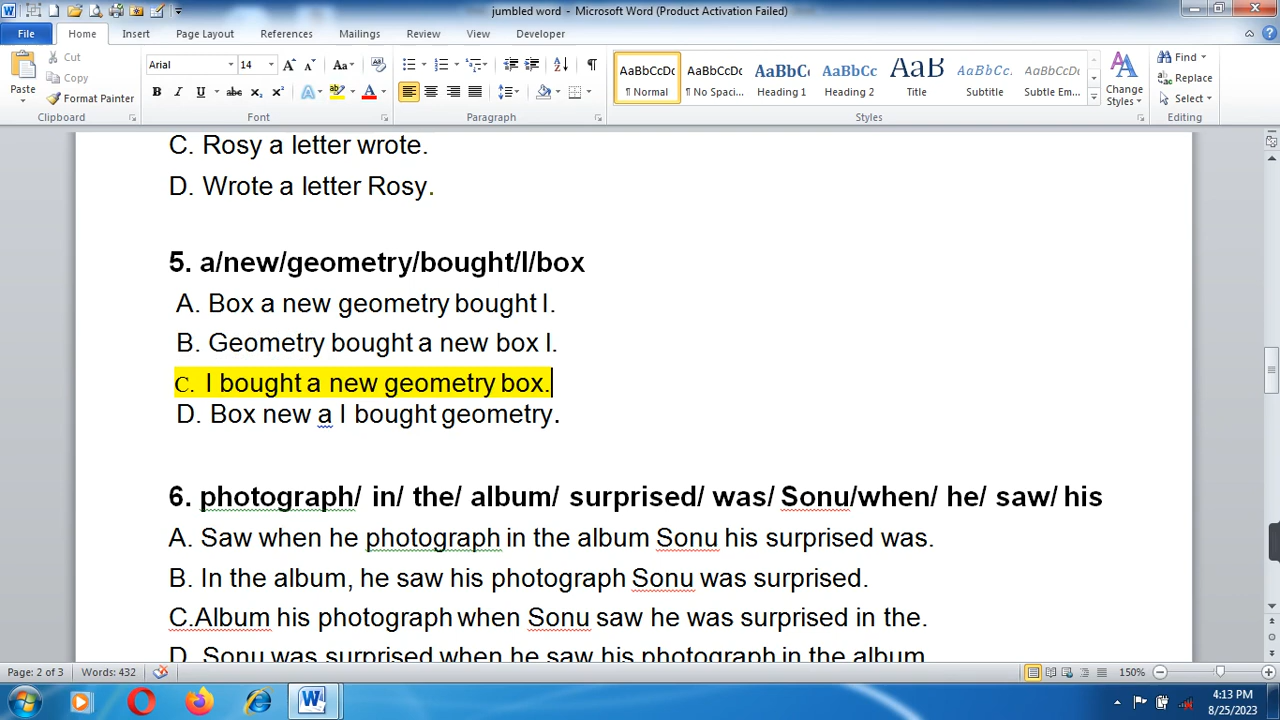 jumbled word - Microsoft Word (Product Activation Failed)
File Home Insert Page Layout References Mailings Review View Developer
Paste Cut Copy Format Painter Clipboard
Arial 14 Font
Paragraph
AaBbCcDc AaBbCcDc AaBbCc AaBbCc AaB AaBbCc. AaBbCcDc
¶ Normal ¶ No Spaci... Heading 1 Heading 2 Title Subtitle Subtle Em...
Change Styles Styles
Find Replace Select Editing
C. Rosy a letter wrote.
D. Wrote a letter Rosy.
5. a/new/geometry/bought/I/box
A. Box a new geometry bought I.
B. Geometry bought a new box I.
C. I bought a new geometry box.
D. Box new a I bought geometry.
6. photograph/ in/ the/ album/ surprised/ was/ Sonu/when/ he/ saw/ his
A. Saw when he photograph in the album Sonu his surprised was.
B. In the album, he saw his photograph Sonu was surprised.
C.Album his photograph when Sonu saw he was surprised in the.
D. Sonu was surprised when he saw his photograph in the album
Page: 2 of 3 Words: 432 150%
4:13 PM
8/25/2023